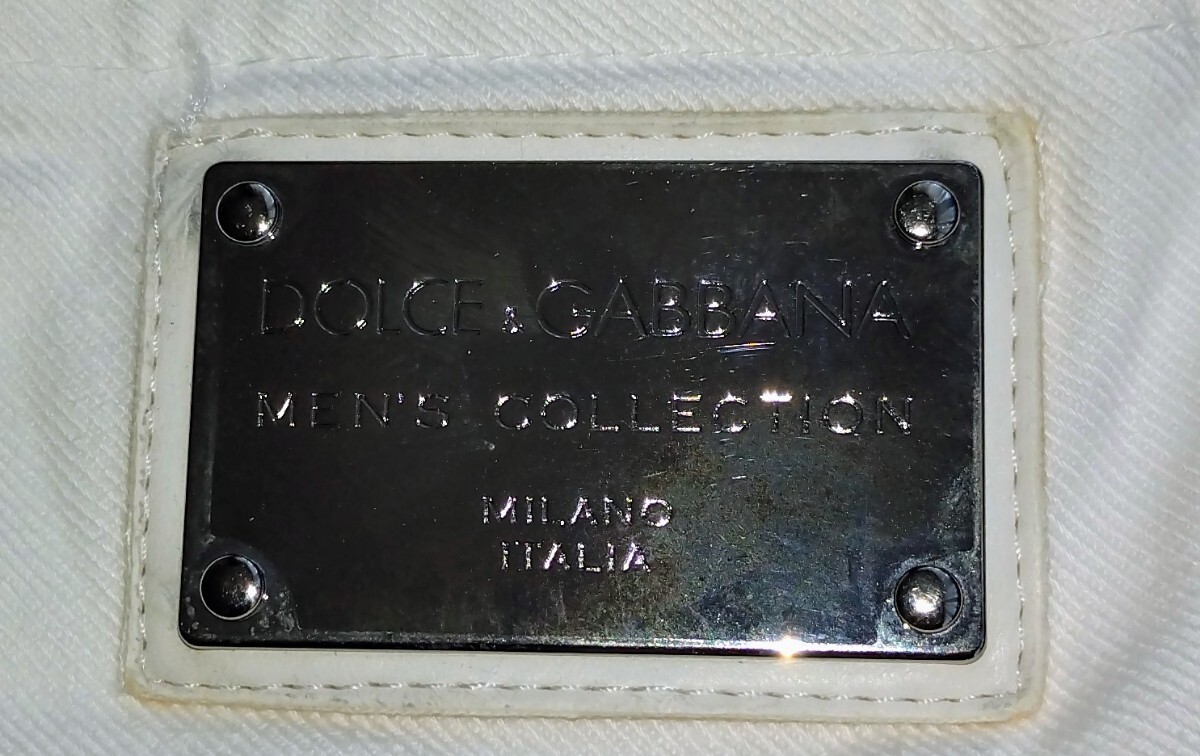 DOLCE & GABBANA
MEN'S COLLECTION
MILANO
ITALIA